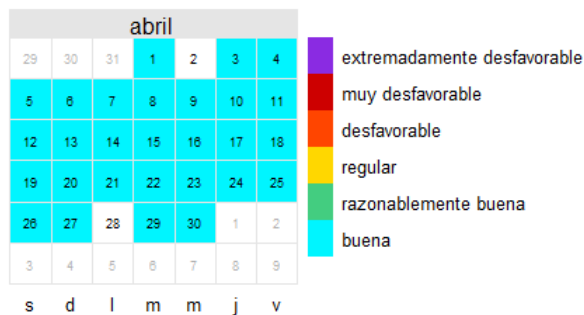 abril
29 30 31 1 2 3 4
5 6 7 8 9 10 11
12 13 14 15 16 17 18
19 20 21 22 23 24 25
26 27 28 29 30 1 2
3 4 5 6 7 8 9
s d l m m j v
extremadamente desfavorable
muy desfavorable
desfavorable
regular
razonablemente buena
buena